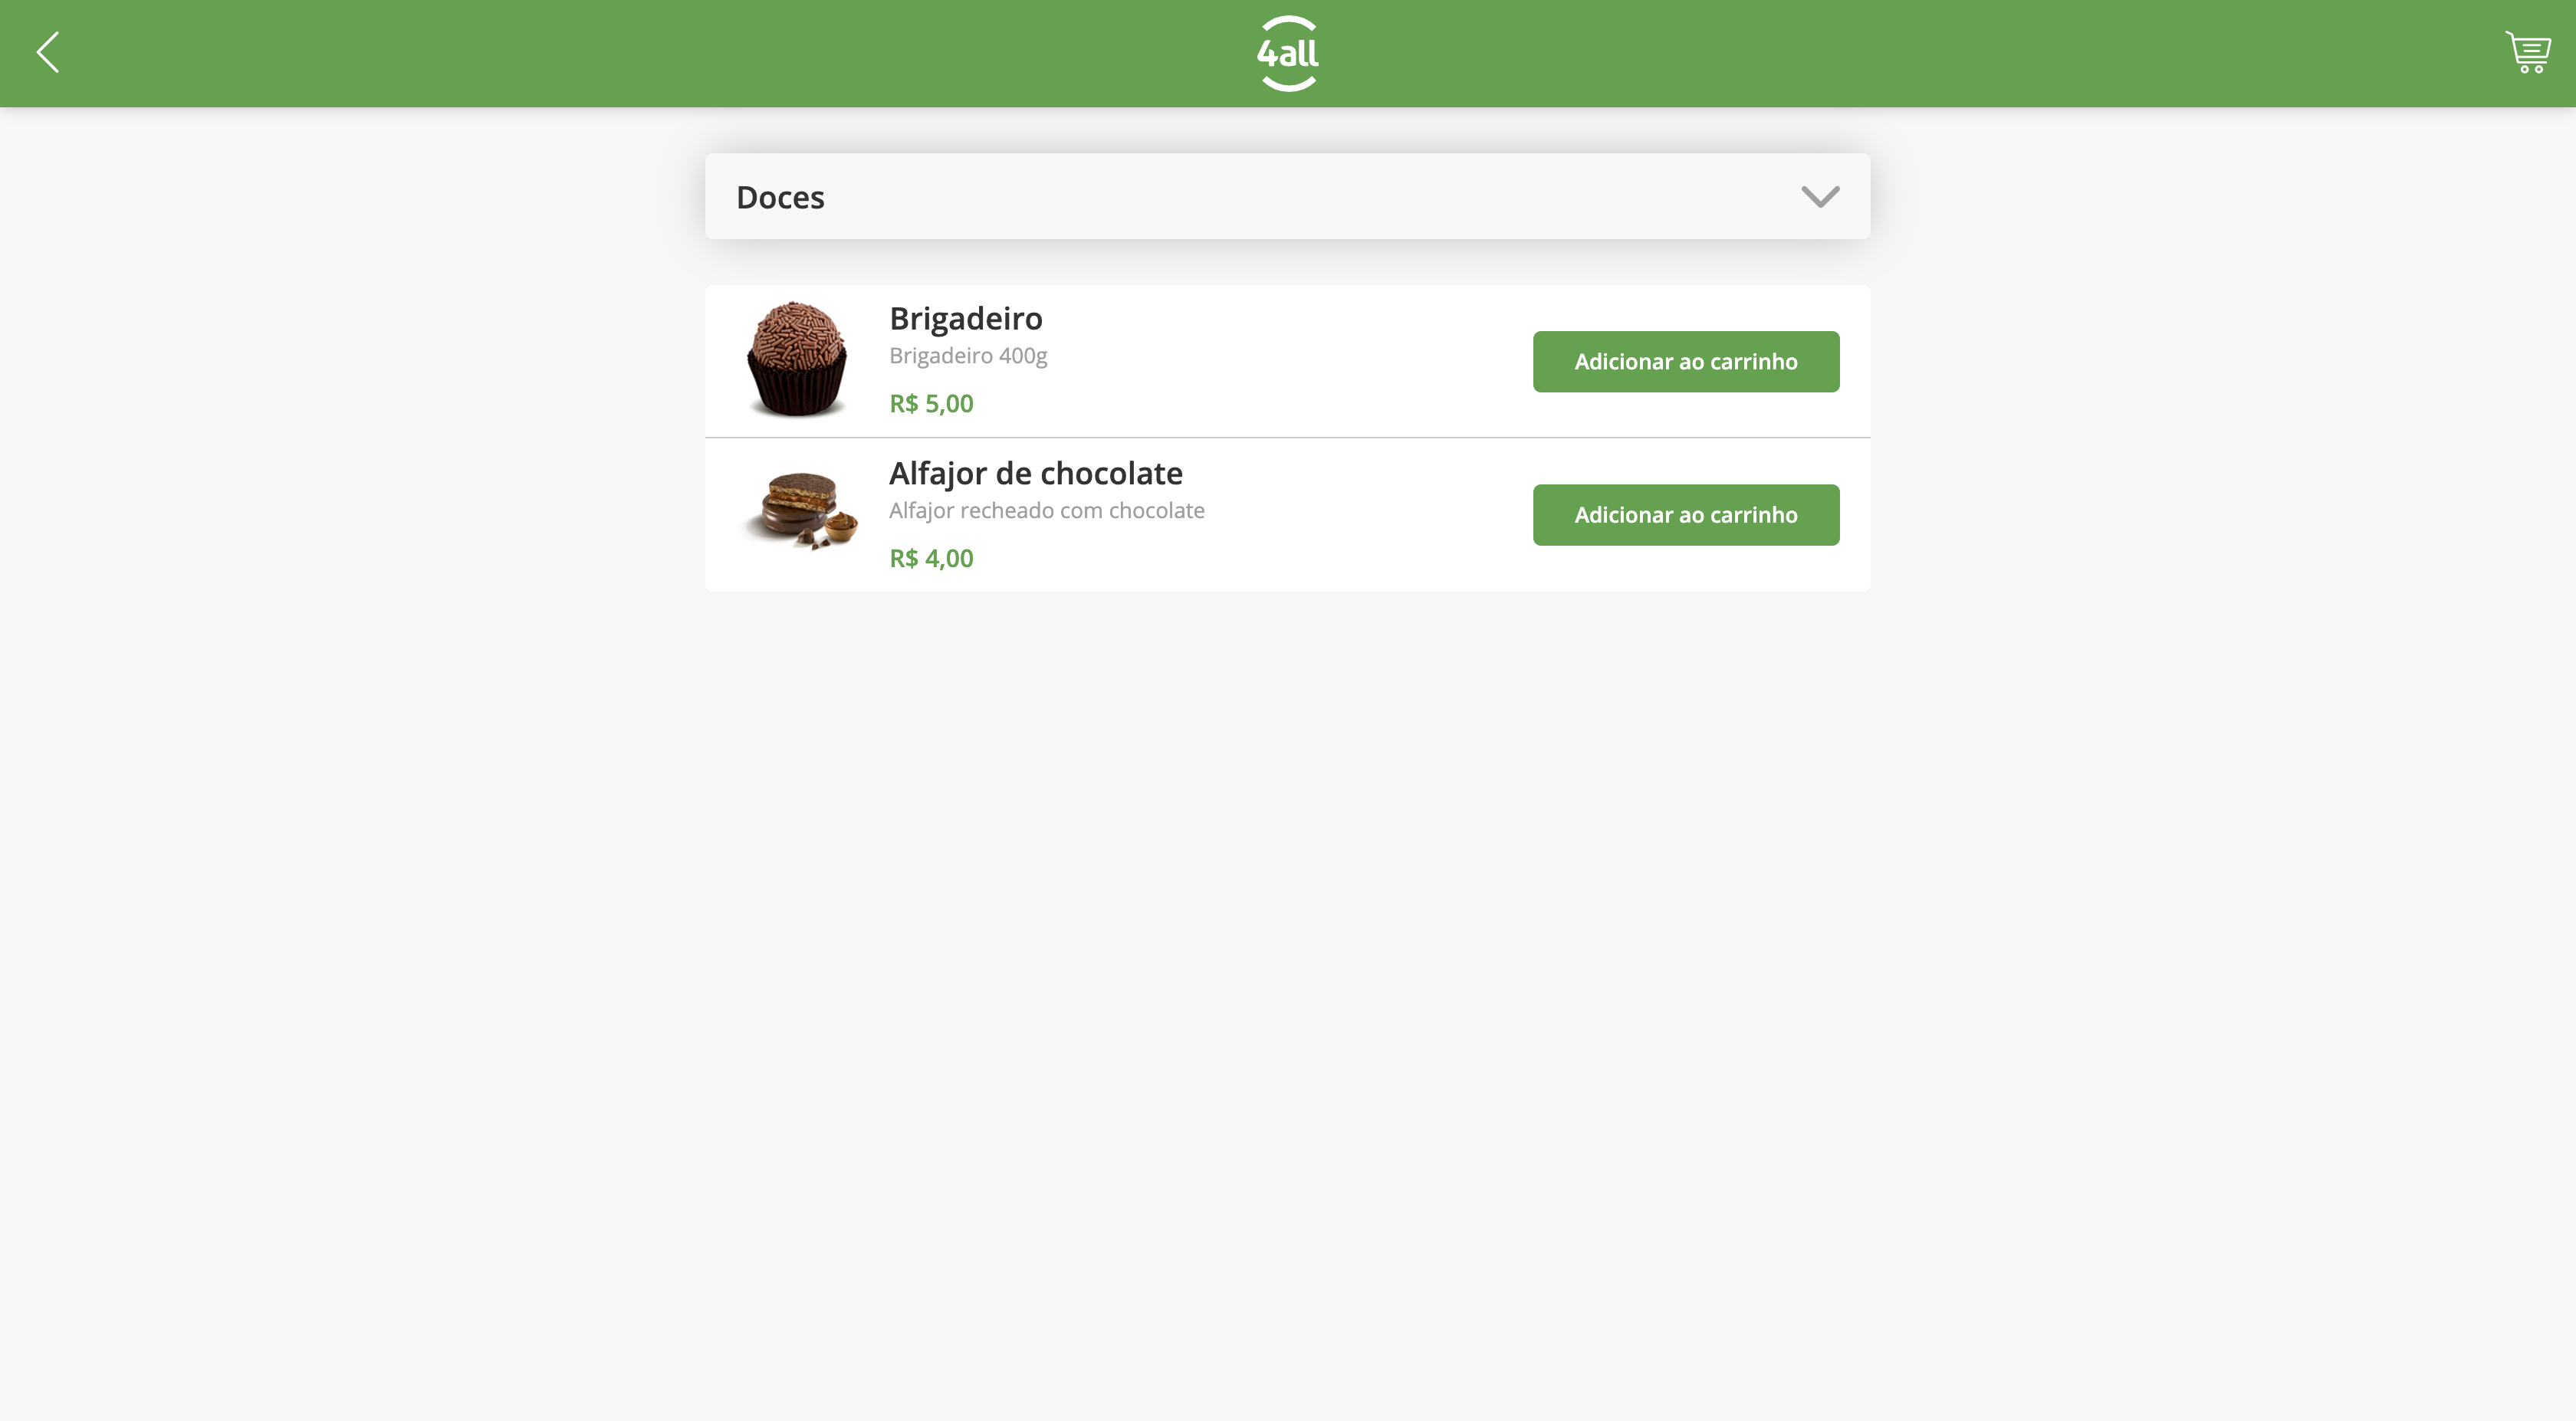 4all
Doces
Brigadeiro
Brigadeiro 400g
R$ 5,00
Adicionar ao carrinho
Alfajor de chocolate
Alfajor recheado com chocolate
R$ 4,00
Adicionar ao carrinho